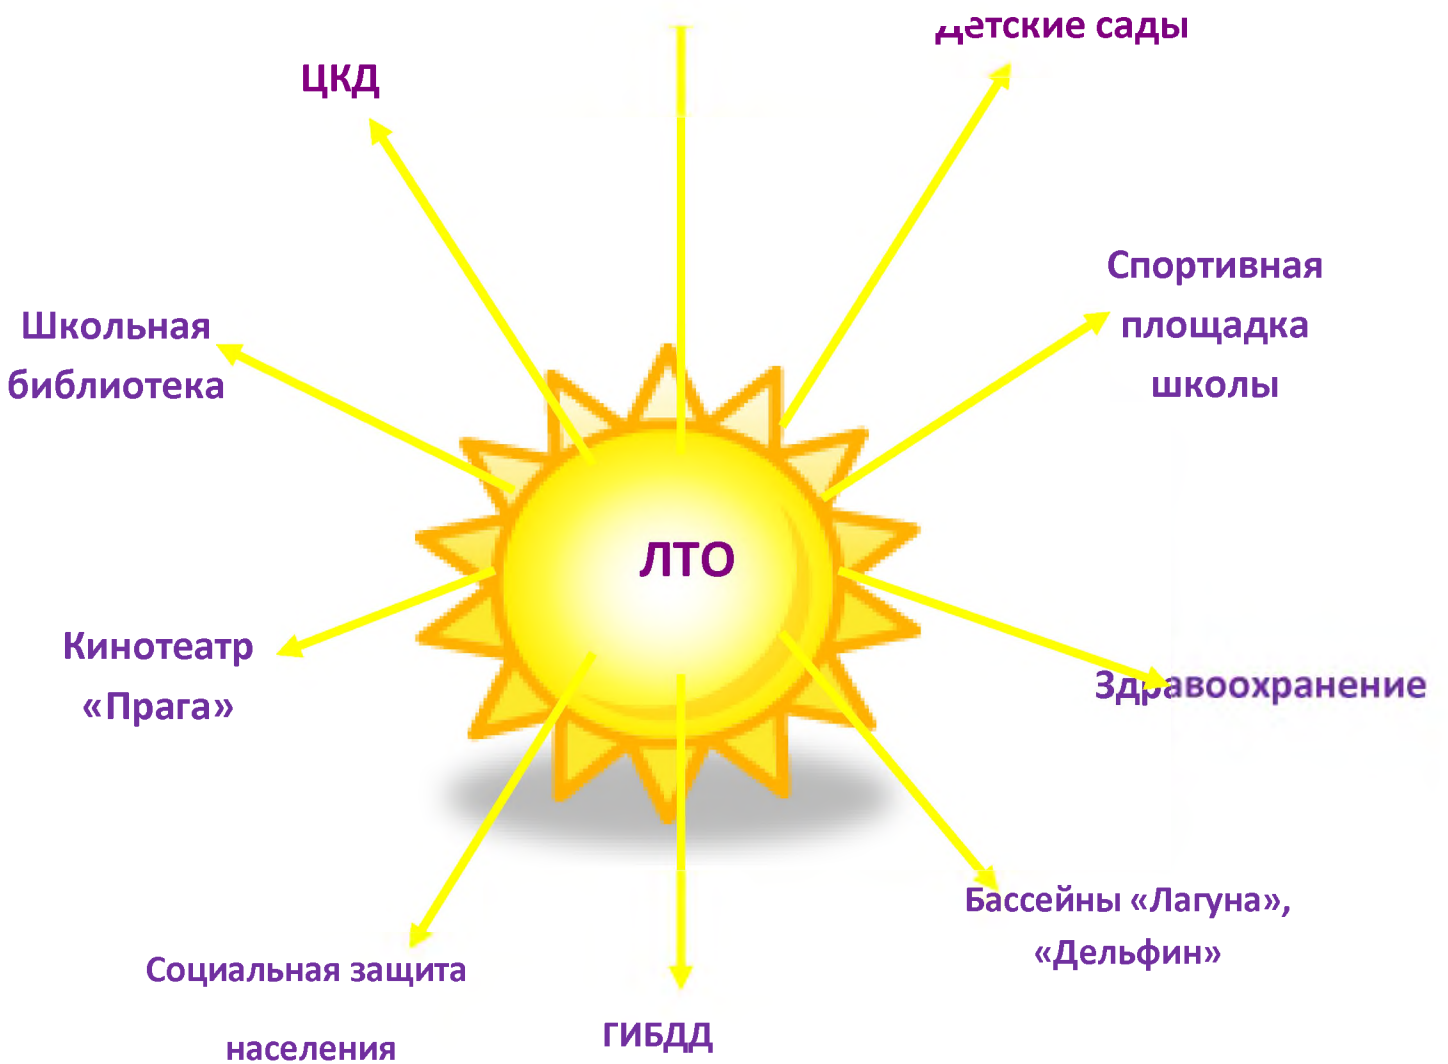 Детские сады
ЦКД
Спортивная
площадка
школы
Школьная
библиотека
ЛТО
Кинотеатр
«Прага»
Здравоохранение
Бассейны «Лагуна»,
«Дельфин»
Социальная защита
населения
ГИБДД